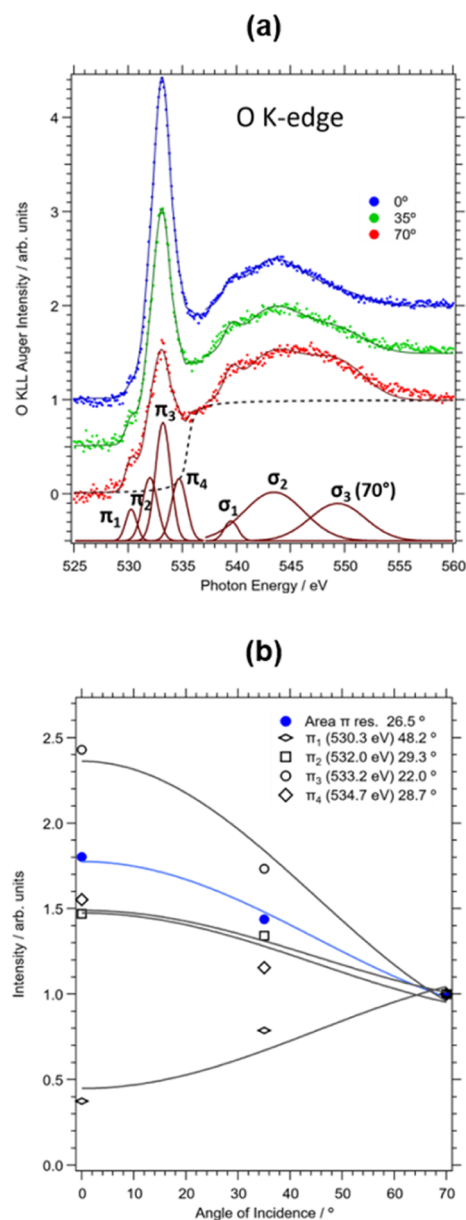 (a)
O K-edge
0°
35°
70°
O KLL Auger Intensity / arb. units
4
3
2
1
0
π₁
π₂
π₃
π₄
σ₁
σ₂
σ₃ (70°)
525 530 535 540 545 550 555 560
Photon Energy / eV
(b)
Area π res. 26.5 °
π₁ (530.3 eV) 48.2 °
π₂ (532.0 eV) 29.3 °
π₃ (533.2 eV) 22.0 °
π₄ (534.7 eV) 28.7 °
Intensity / arb. units
2.5
2.0
1.5
1.0
0.5
0.0
0 10 20 30 40 50 60 70
Angle of Incidence / °